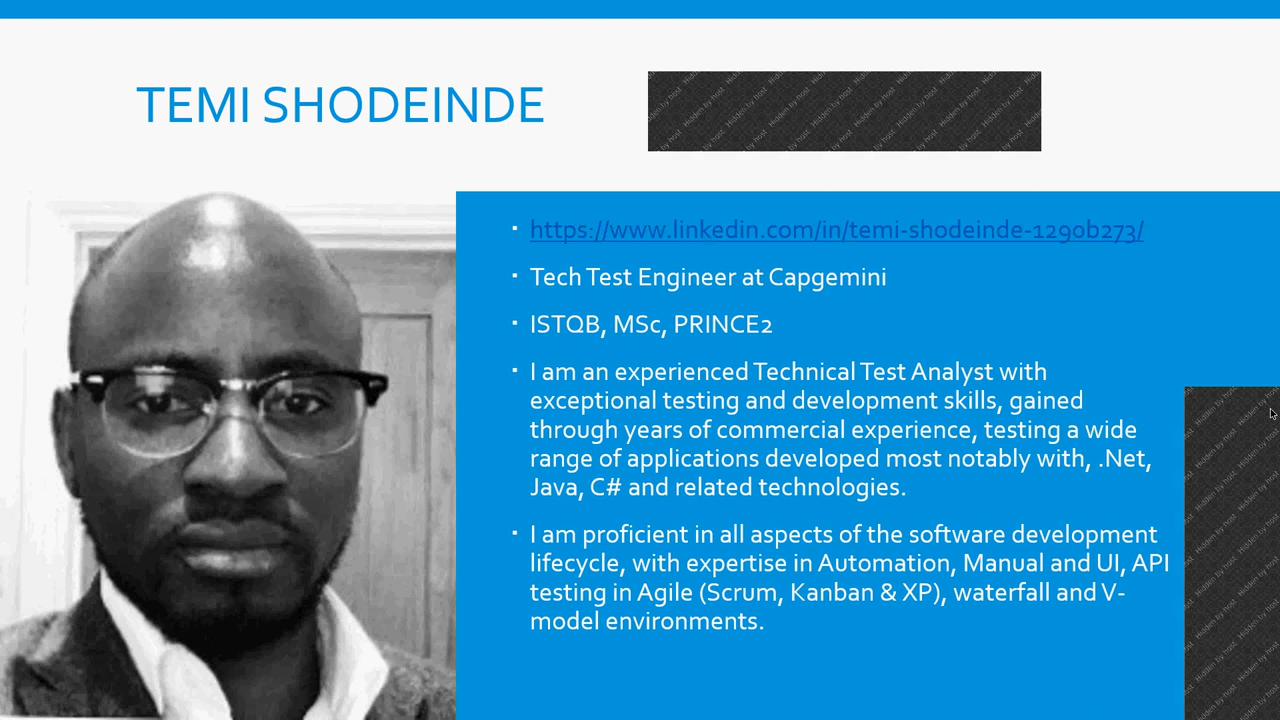 TEMI SHODEINDE
https://www.linkedin.com/in/temi-shodeinde-1290b273/
Tech Test Engineer at Capgemini
ISTQB, MSc, PRINCE2
I am an experienced Technical Test Analyst with
exceptional testing and development skills, gained
through years of commercial experience, testing a wide
range of applications developed most notably with, .Net,
Java, C# and related technologies.
I am proficient in all aspects of the software development
lifecycle, with expertise in Automation, Manual and UI, API
testing in Agile (Scrum, Kanban & XP), waterfall and V-
model environments.